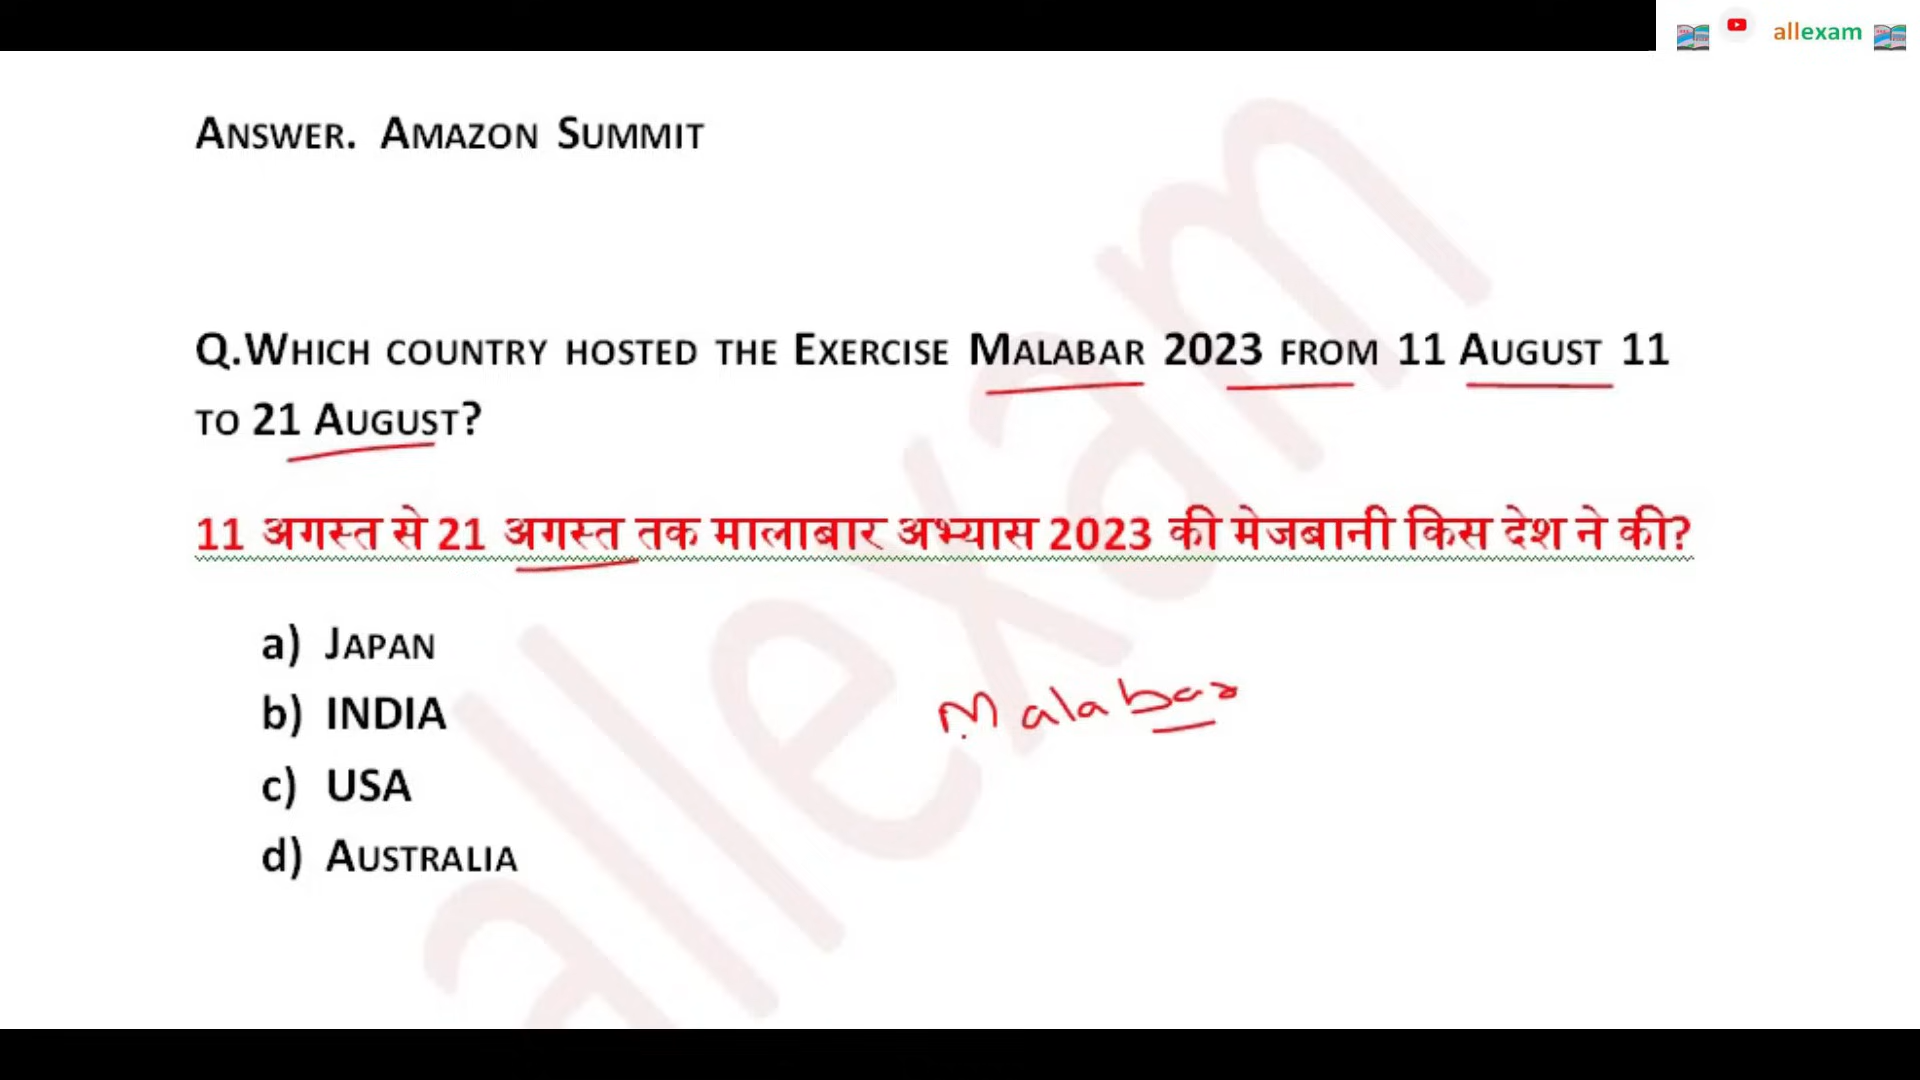 allexam
Answer. Amazon Summit
Q.Which country hosted the Exercise Malabar 2023 from 11 August 11
to 21 August?
11 अगस्त से 21 अगस्त तक मालाबार अभ्यास 2023 की मेजबानी किस देश ने की?
a) Japan
b) INDIA
Malabar
c) USA
d) Australia
allexam